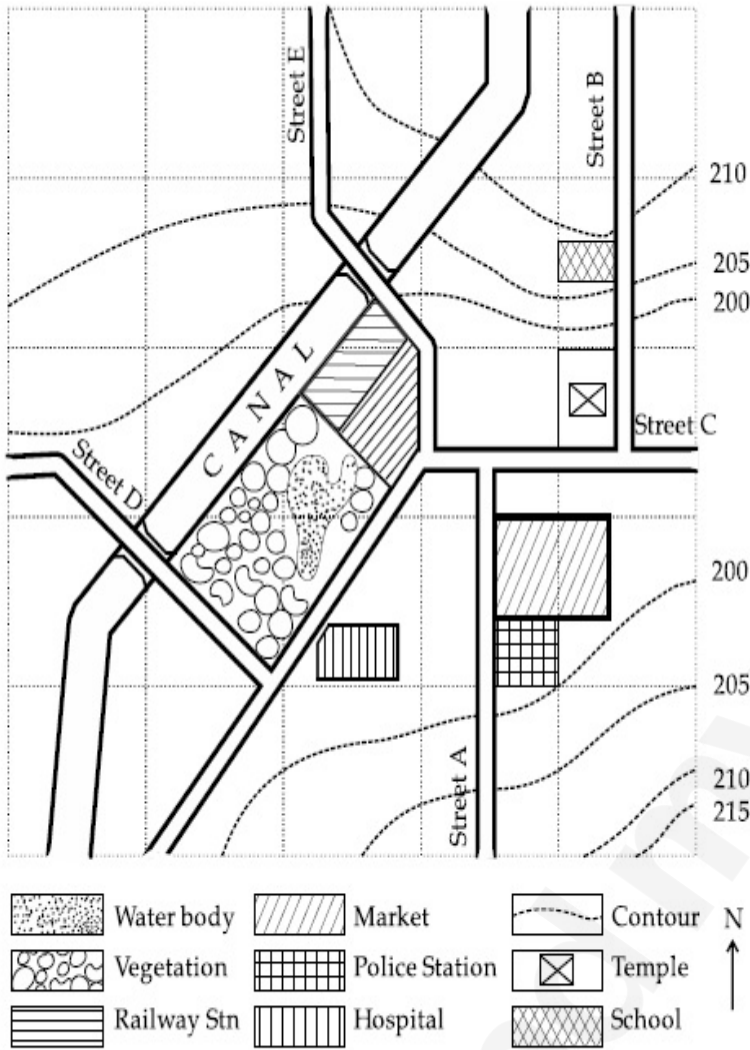 Street E
Street B
210
205
200
CANAL
Street C
Street D
200
205
Street A
210
215
Water body
Market
Contour
N
Vegetation
Police Station
Temple
Railway Stn
Hospital
School